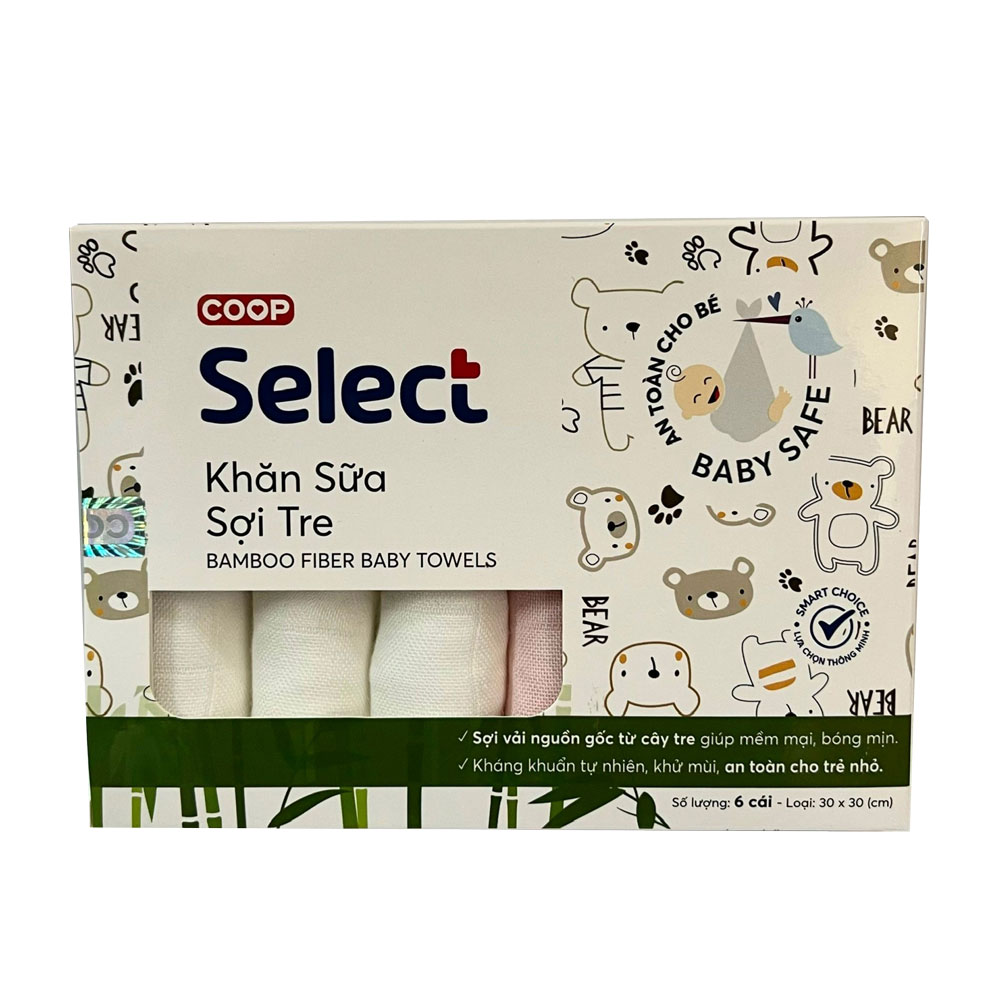 COOP
Select
Khăn Sữa
Sợi Tre
BAMBOO FIBER BABY TOWELS
AN TOÀN CHO BÉ
BABY SAFE
BEAR
BEAR
BEAR
BEAR
BEAR
SMART CHOICE
LỰA CHỌN THÔNG MINH
✓ Sợi vải nguồn gốc từ cây tre giúp mềm mại, bóng mịn.
✓ Kháng khuẩn tự nhiên, khử mùi, an toàn cho trẻ nhỏ.
Số lượng: 6 cái - Loại: 30 x 30 (cm)